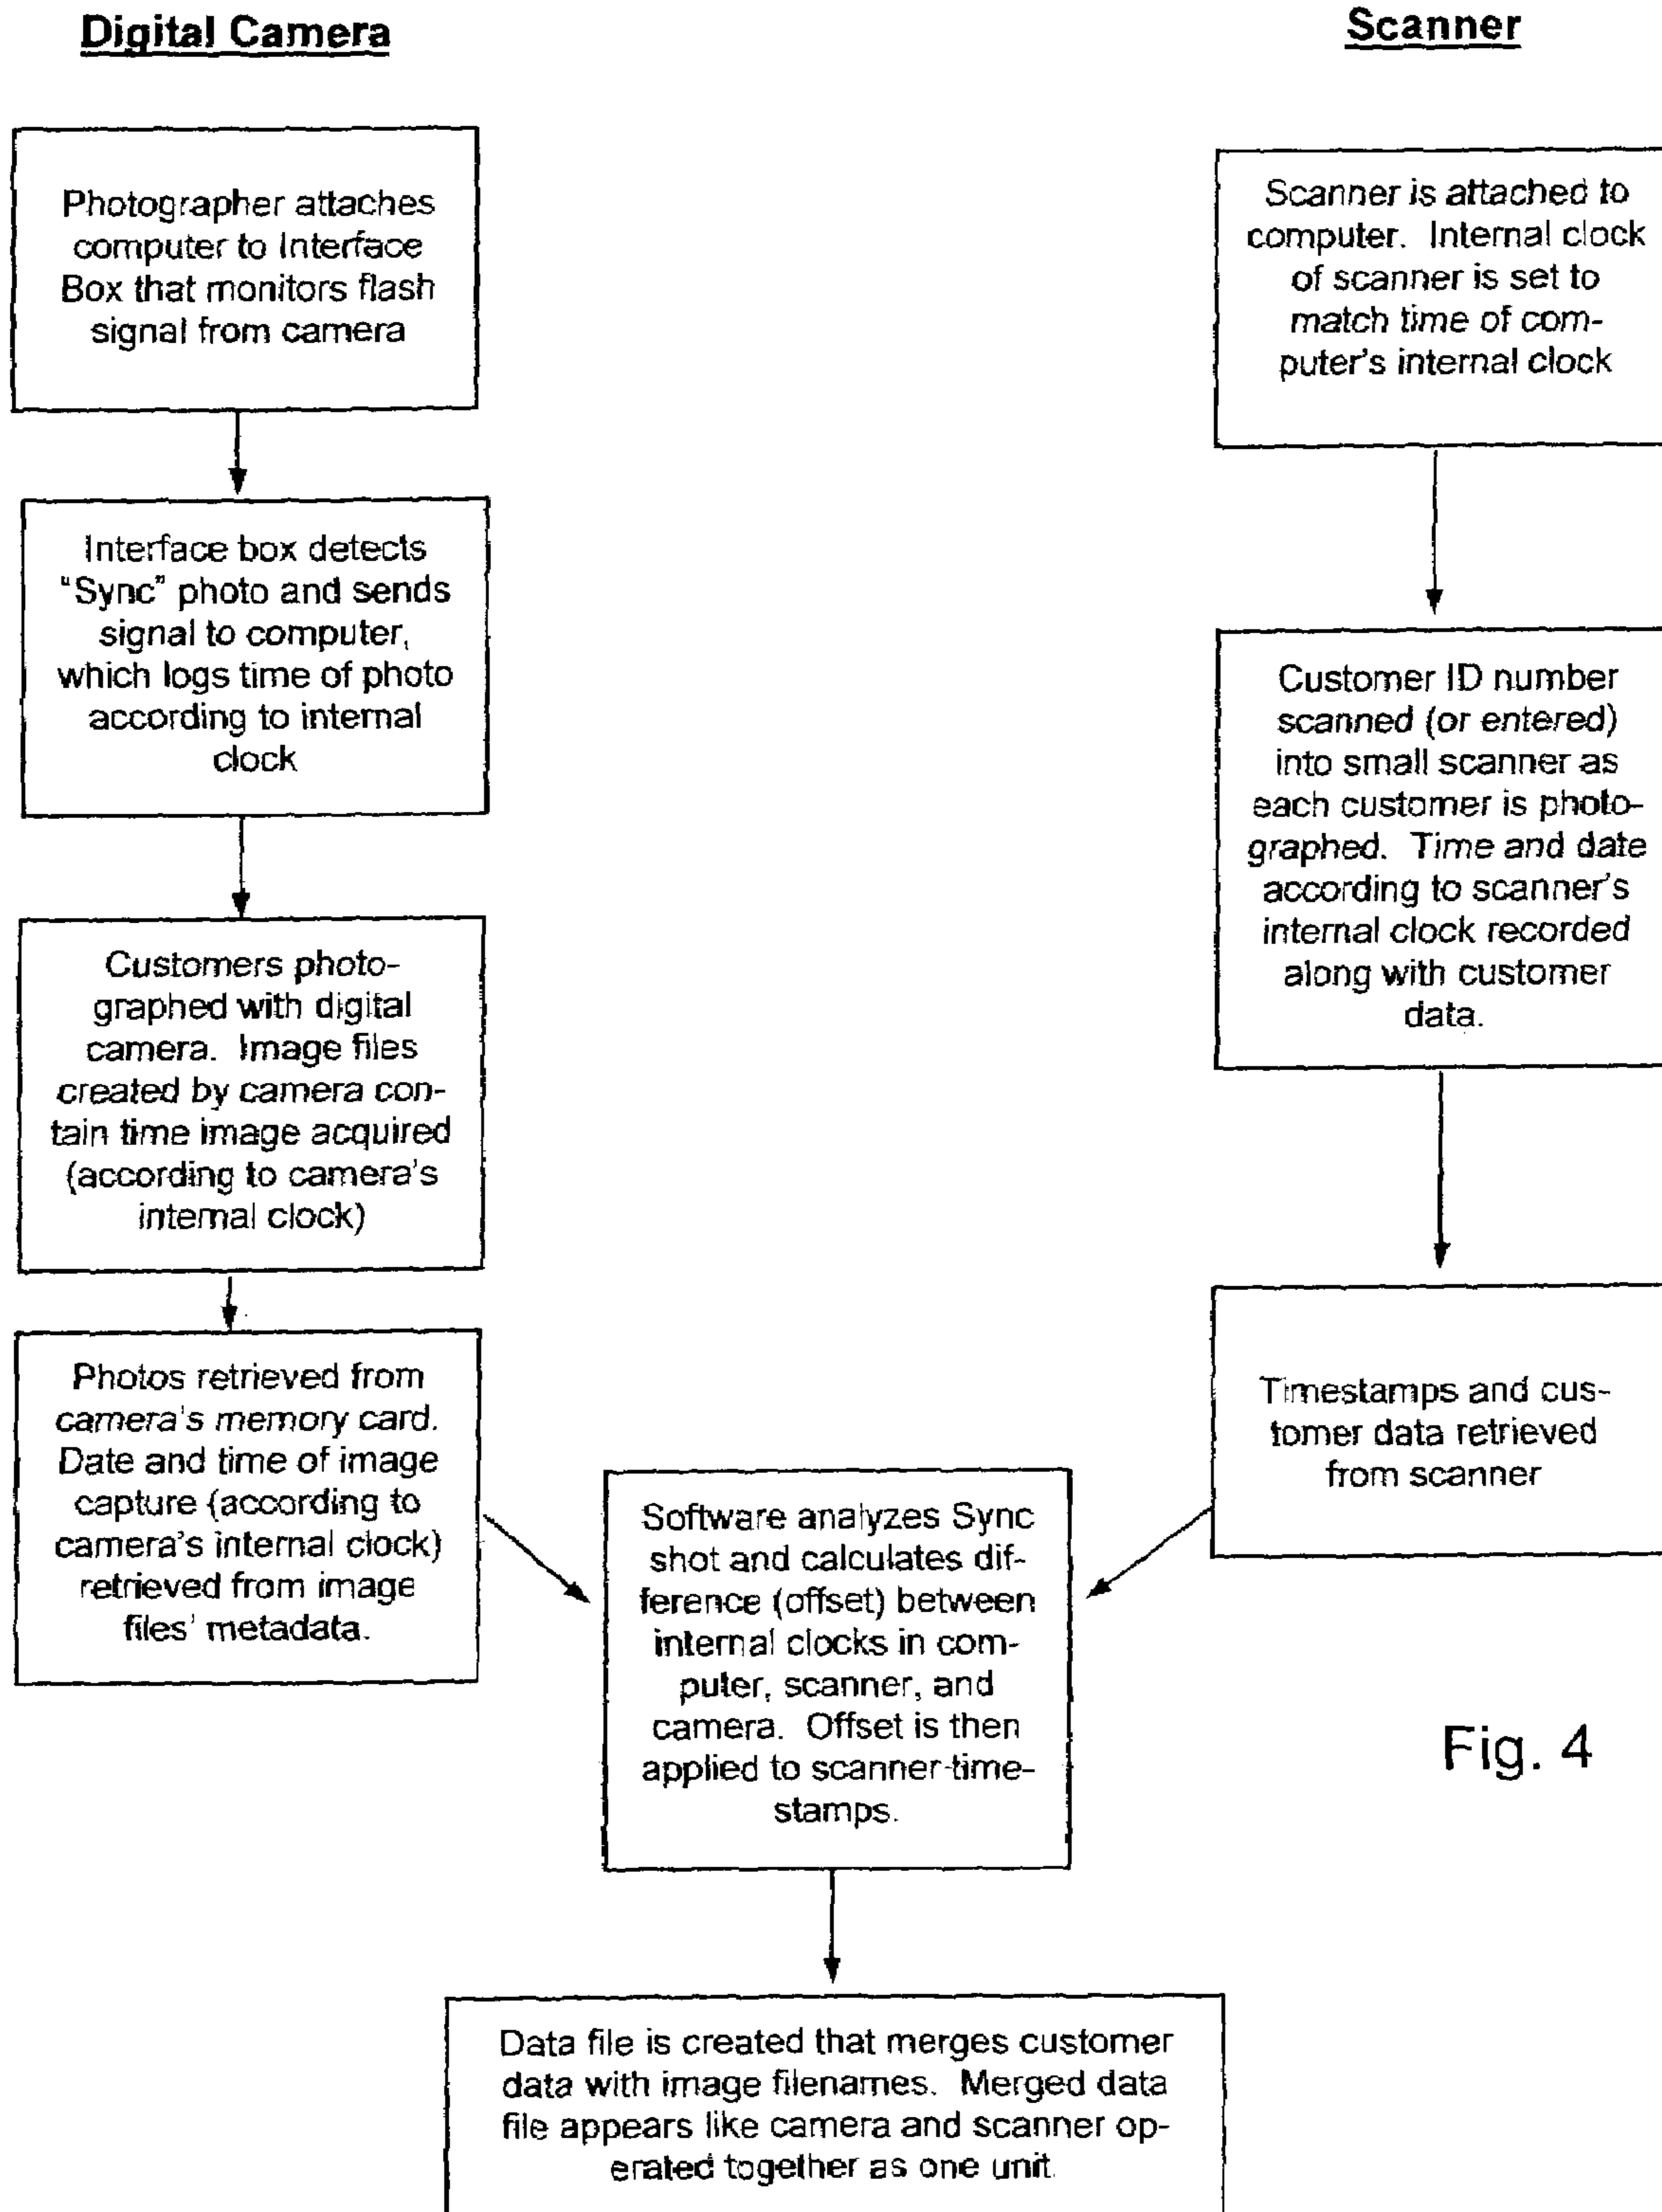 Digital Camera
Photographer attaches
computer to Interface
Box that monitors flash
signal from camera
Interface box detects
"Sync" photo and sends
signal to computer,
which logs time of photo
according to internal
clock
Customers photo-
graphed with digital
camera. Image files
created by camera con-
tain time image acquired
(according to camera's
internal clock)
Photos retrieved from
camera's memory card.
Date and time of image
capture (according to
camera's internal clock)
retrieved from image
files' metadata.
Scanner
Scanner is attached to
computer. Internal clock
of scanner is set to
match time of com-
puter's internal clock
Customer ID number
scanned (or entered)
into small scanner as
each customer is photo-
graphed. Time and date
according to scanner's
internal clock recorded
along with customer
data.
Timestamps and cus-
tomer data retrieved
from scanner
Software analyzes Sync
shot and calculates dif-
ference (offset) between
internal clocks in com-
puter, scanner, and
camera. Offset is then
applied to scanner-time-
stamps.
Data file is created that merges customer
data with image filenames. Merged data
file appears like camera and scanner op-
erated together as one unit.
Fig. 4